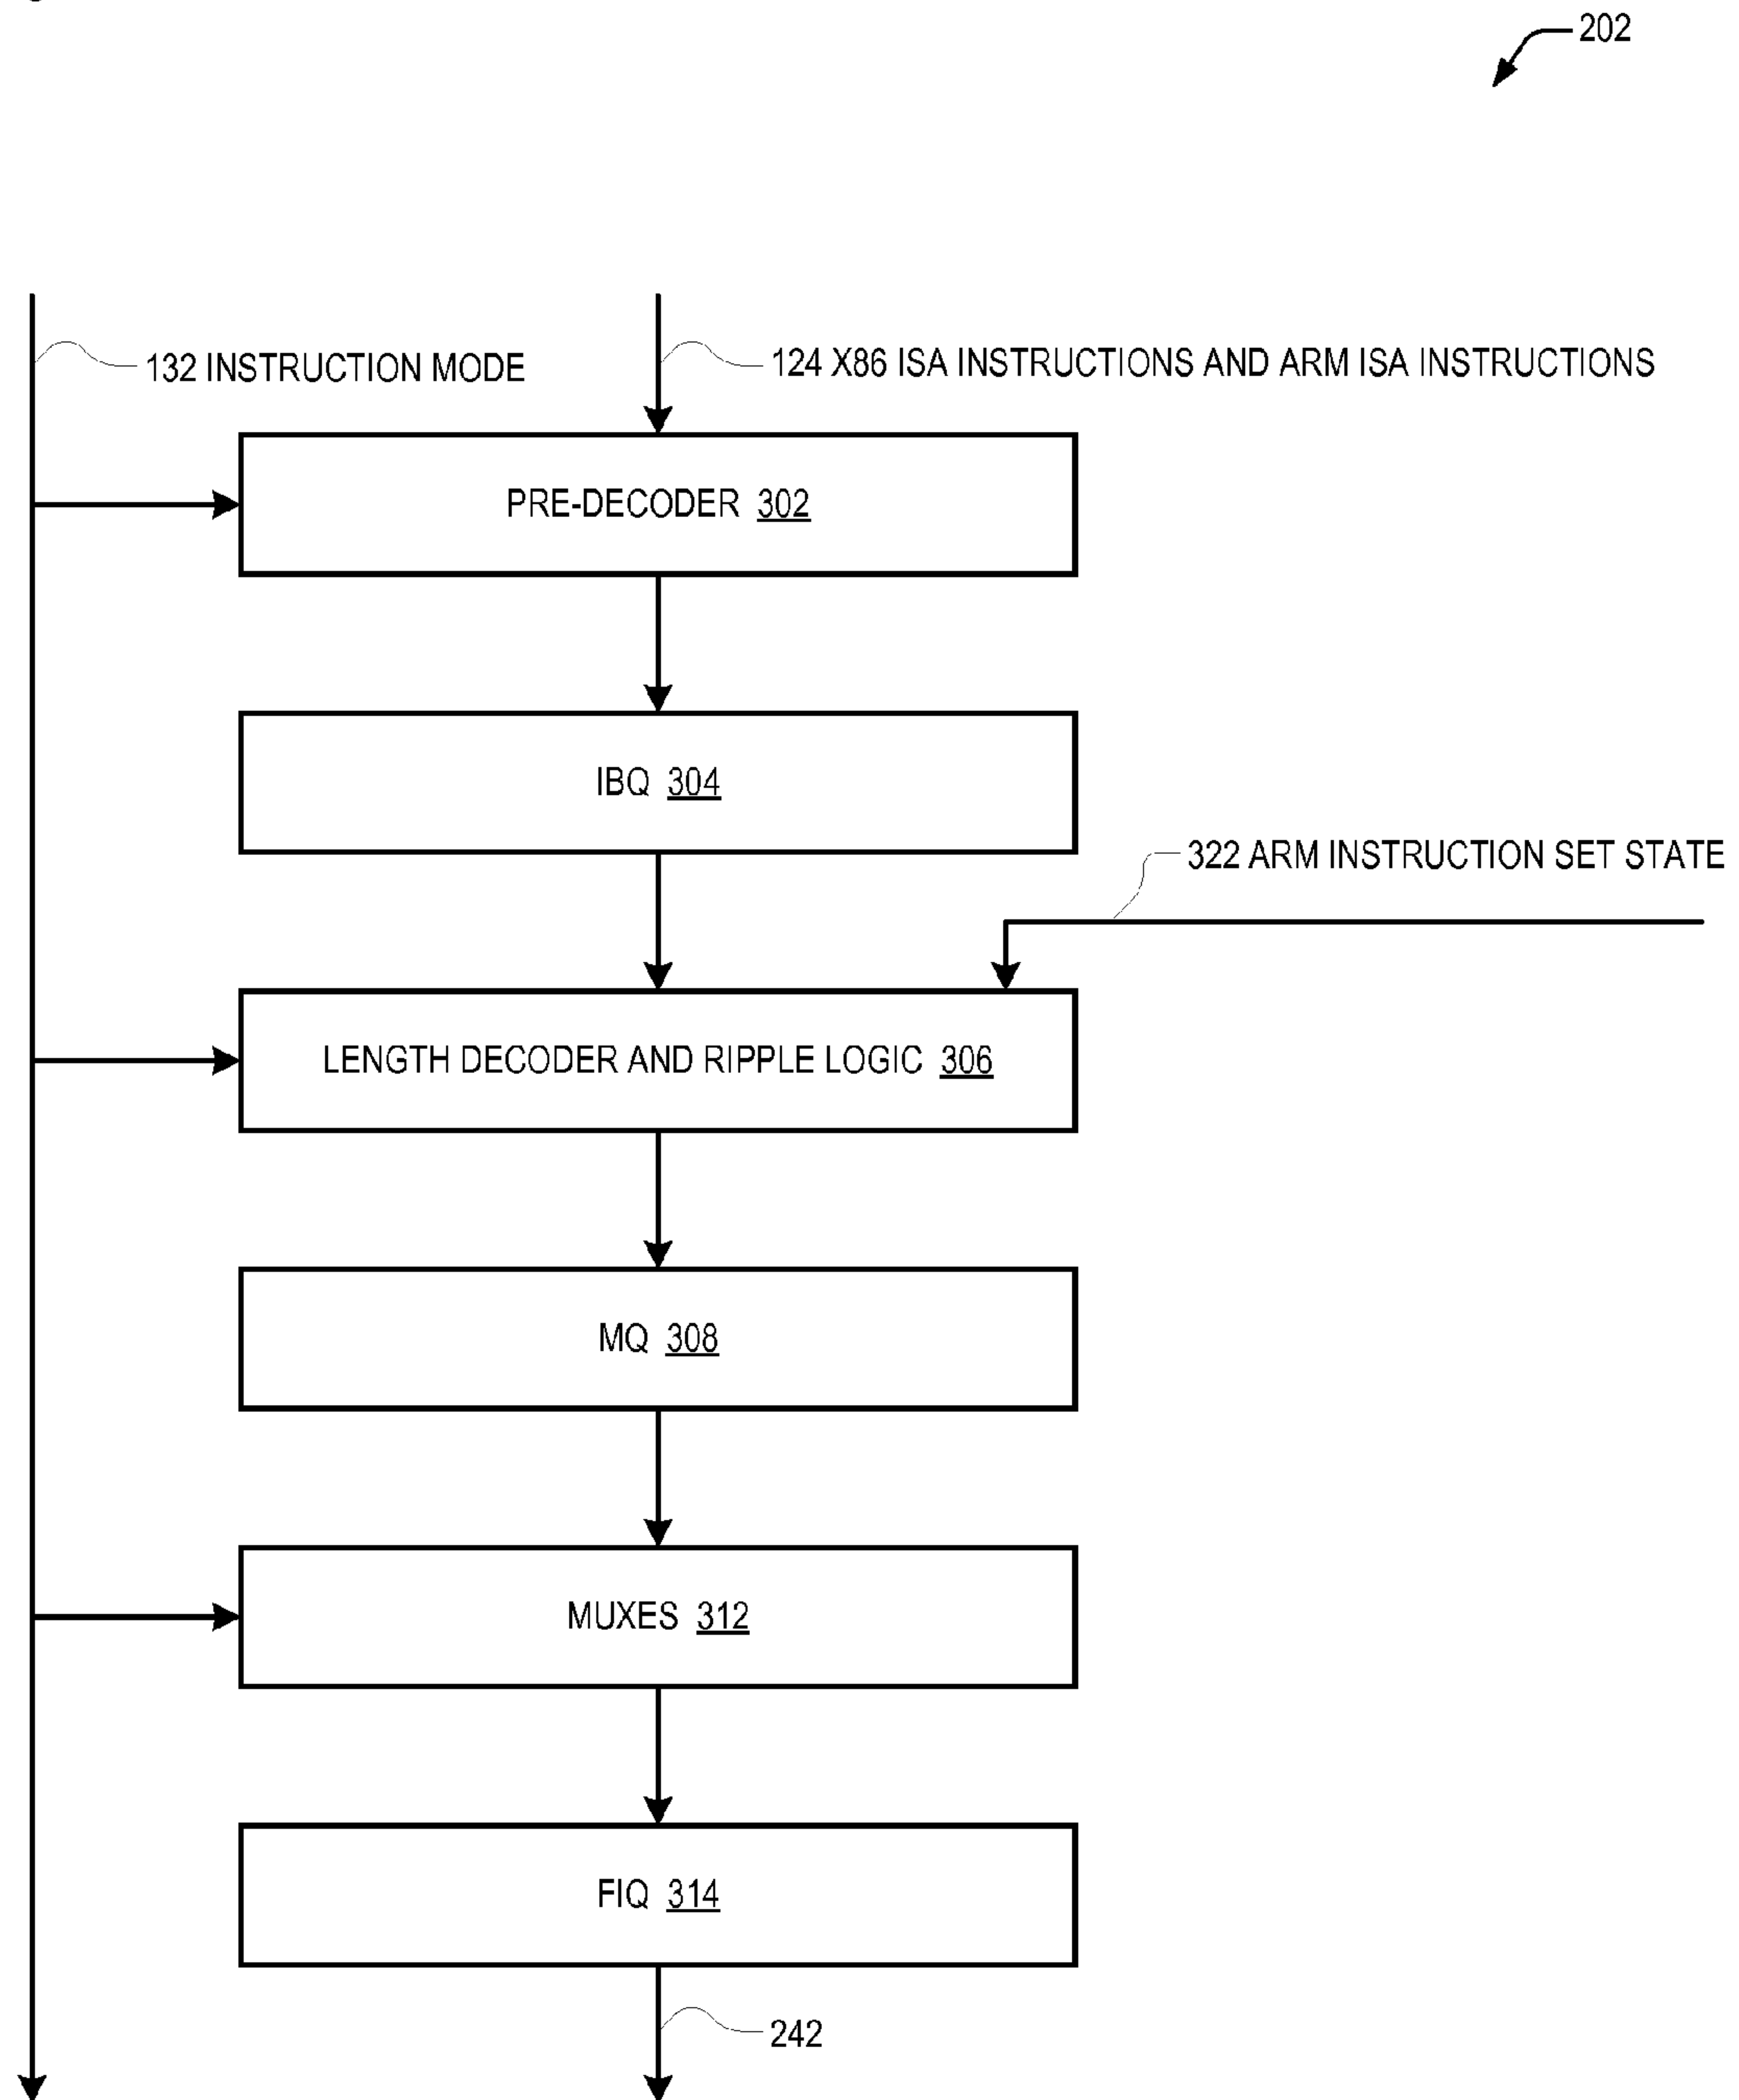 202
132 INSTRUCTION MODE
124 X86 ISA INSTRUCTIONS AND ARM ISA INSTRUCTIONS
PRE-DECODER 302
IBQ 304
322 ARM INSTRUCTION SET STATE
LENGTH DECODER AND RIPPLE LOGIC 306
MQ 308
MUXES 312
FIQ 314
242